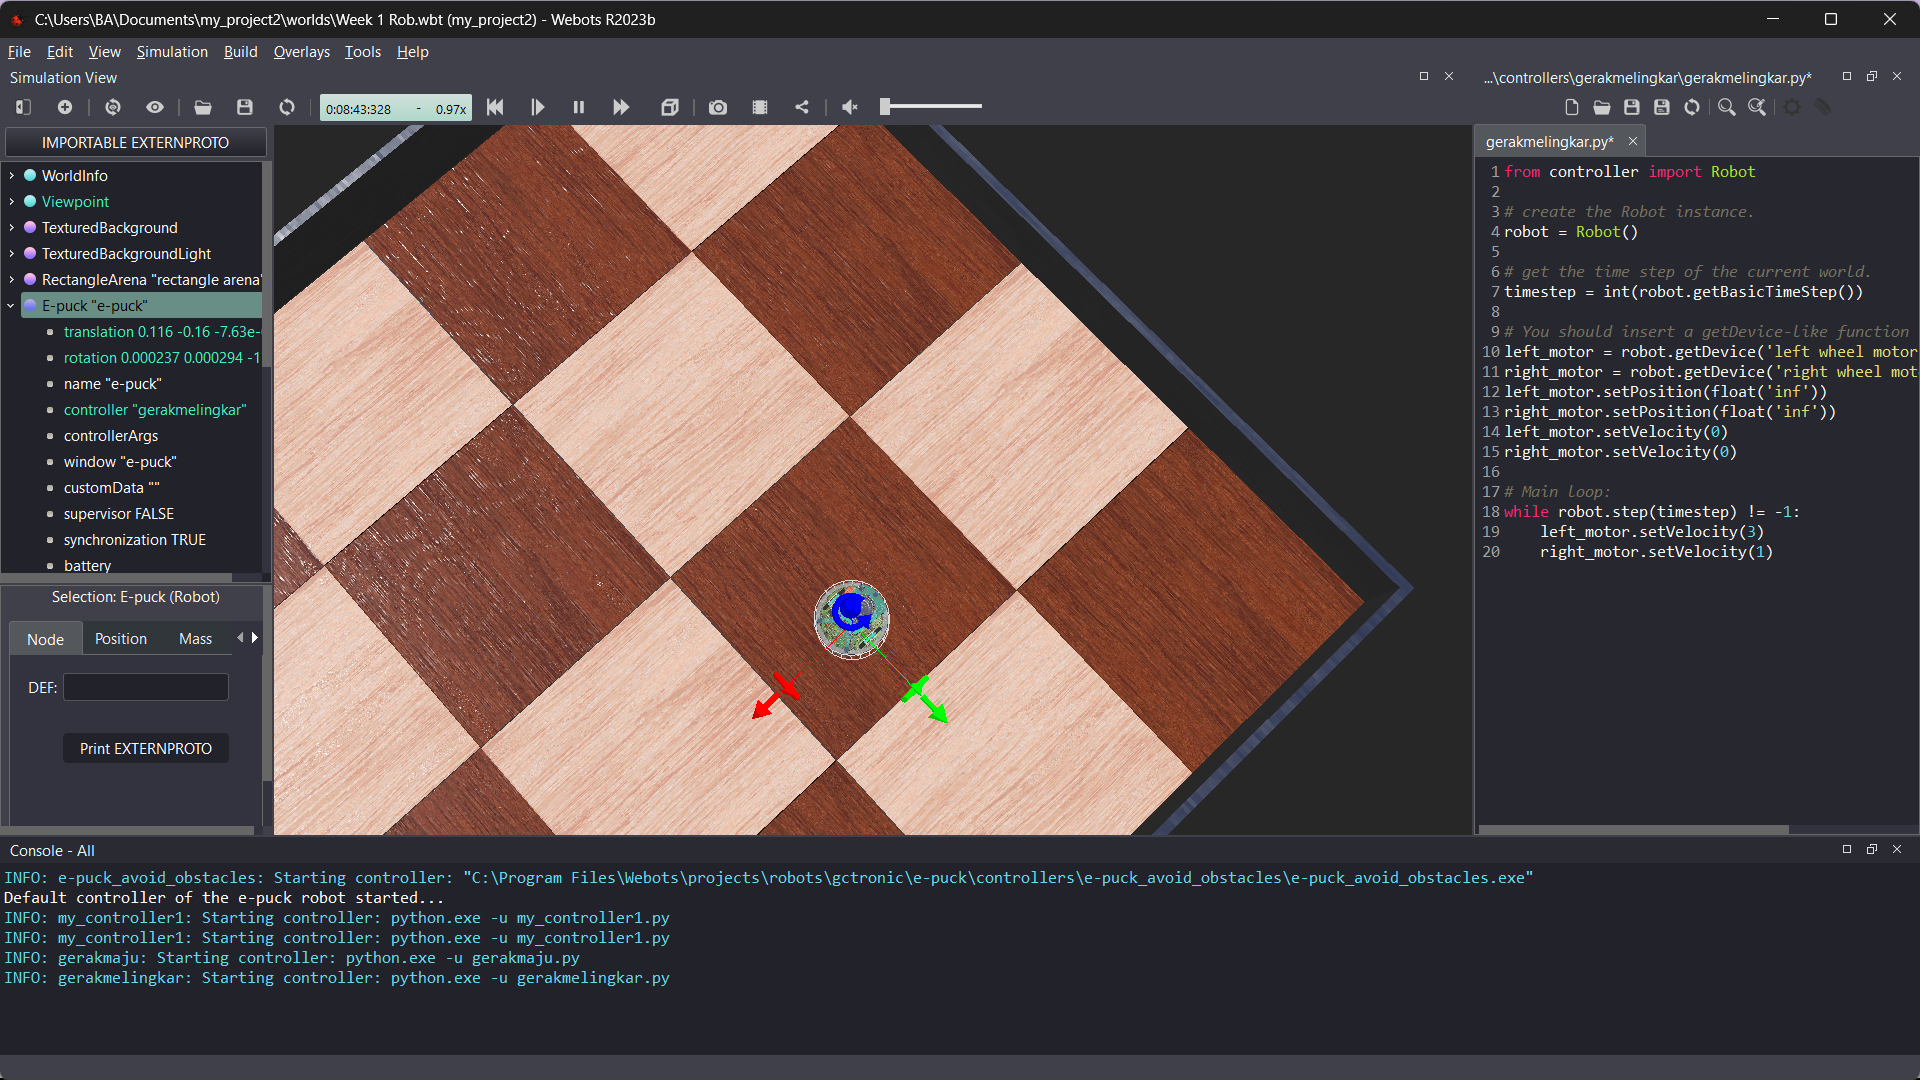 C:\Users\BA\Documents\my_project2\worlds\Week 1 Rob.wbt (my_project2) - Webots R2023b
File Edit View Simulation Build Overlays Tools Help
Simulation View
0:08:43:328 - 0.97x
IMPORTABLE EXTERNPROTO
WorldInfo
Viewpoint
TexturedBackground
TexturedBackgroundLight
RectangleArena "rectangle arena"
E-puck "e-puck"
translation 0.116 -0.16 -7.63e-
rotation 0.000237 0.000294 -1
name "e-puck"
controller "gerakmelingkar"
controllerArgs
window "e-puck"
customData ""
supervisor FALSE
synchronization TRUE
battery
Selection: E-puck (Robot)
Node Position Mass
DEF:
Print EXTERNPROTO
...\controllers\gerakmelingkar\gerakmelingkar.py*
gerakmelingkar.py*
1 from controller import Robot
2
3 # create the Robot instance.
4 robot = Robot()
5
6 # get the time step of the current world.
7 timestep = int(robot.getBasicTimeStep())
8
9 # You should insert a getDevice-like function
10 left_motor = robot.getDevice('left wheel motor
11 right_motor = robot.getDevice('right wheel mot
12 left_motor.setPosition(float('inf'))
13 right_motor.setPosition(float('inf'))
14 left_motor.setVelocity(0)
15 right_motor.setVelocity(0)
16
17 # Main loop:
18 while robot.step(timestep) != -1:
19     left_motor.setVelocity(3)
20     right_motor.setVelocity(1)
Console - All
INFO: e-puck_avoid_obstacles: Starting controller: "C:\Program Files\Webots\projects\robots\gctronic\e-puck\controllers\e-puck_avoid_obstacles\e-puck_avoid_obstacles.exe"
Default controller of the e-puck robot started...
INFO: my_controller1: Starting controller: python.exe -u my_controller1.py
INFO: my_controller1: Starting controller: python.exe -u my_controller1.py
INFO: gerakmaju: Starting controller: python.exe -u gerakmaju.py
INFO: gerakmelingkar: Starting controller: python.exe -u gerakmelingkar.py